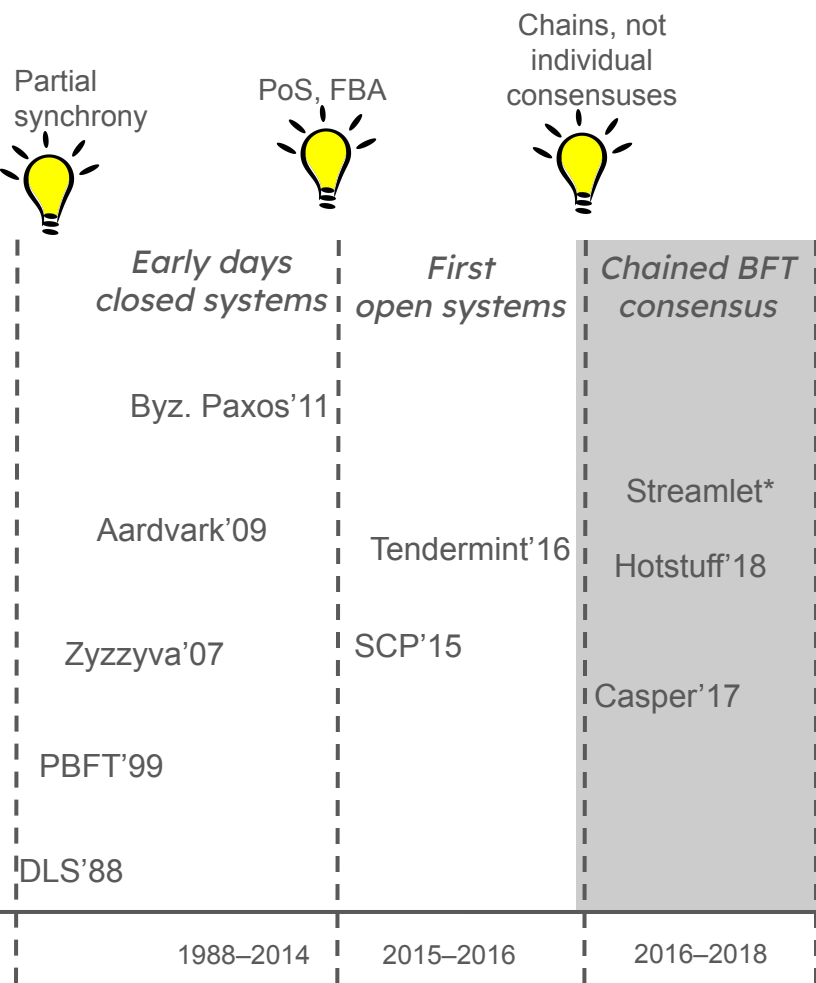 Partial
synchrony
PoS, FBA
Chains, not
individual
consensuses
Early days
closed systems
First
open systems
Chained BFT
consensus
Byz. Paxos’11
Aardvark’09
Zyzzyva’07
PBFT’99
DLS’88
Tendermint’16
SCP’15
Streamlet*
Hotstuff’18
Casper’17
1988–2014
2015–2016
2016–2018